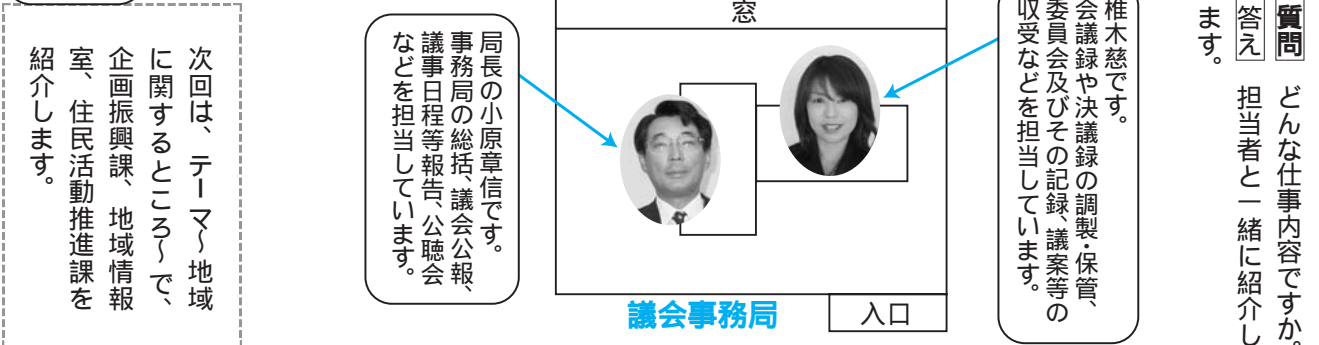 質問 どんな仕事内容ですか。
答え 担当者と一緒に紹介し
ます。
椎木慈です。
会議録や決議録の調製・保管、
委員会及びその記録、議案等の
収受などを担当しています。
窓
局長の小原章信です。
事務局の総括、議会公報、
議事日程等報告、公聴会
などを担当しています。
議会事務局
入口
次回は、テーマ～地域
に関するところ～で、
企画振興課、地域情報
室、住民活動推進課を
紹介します。